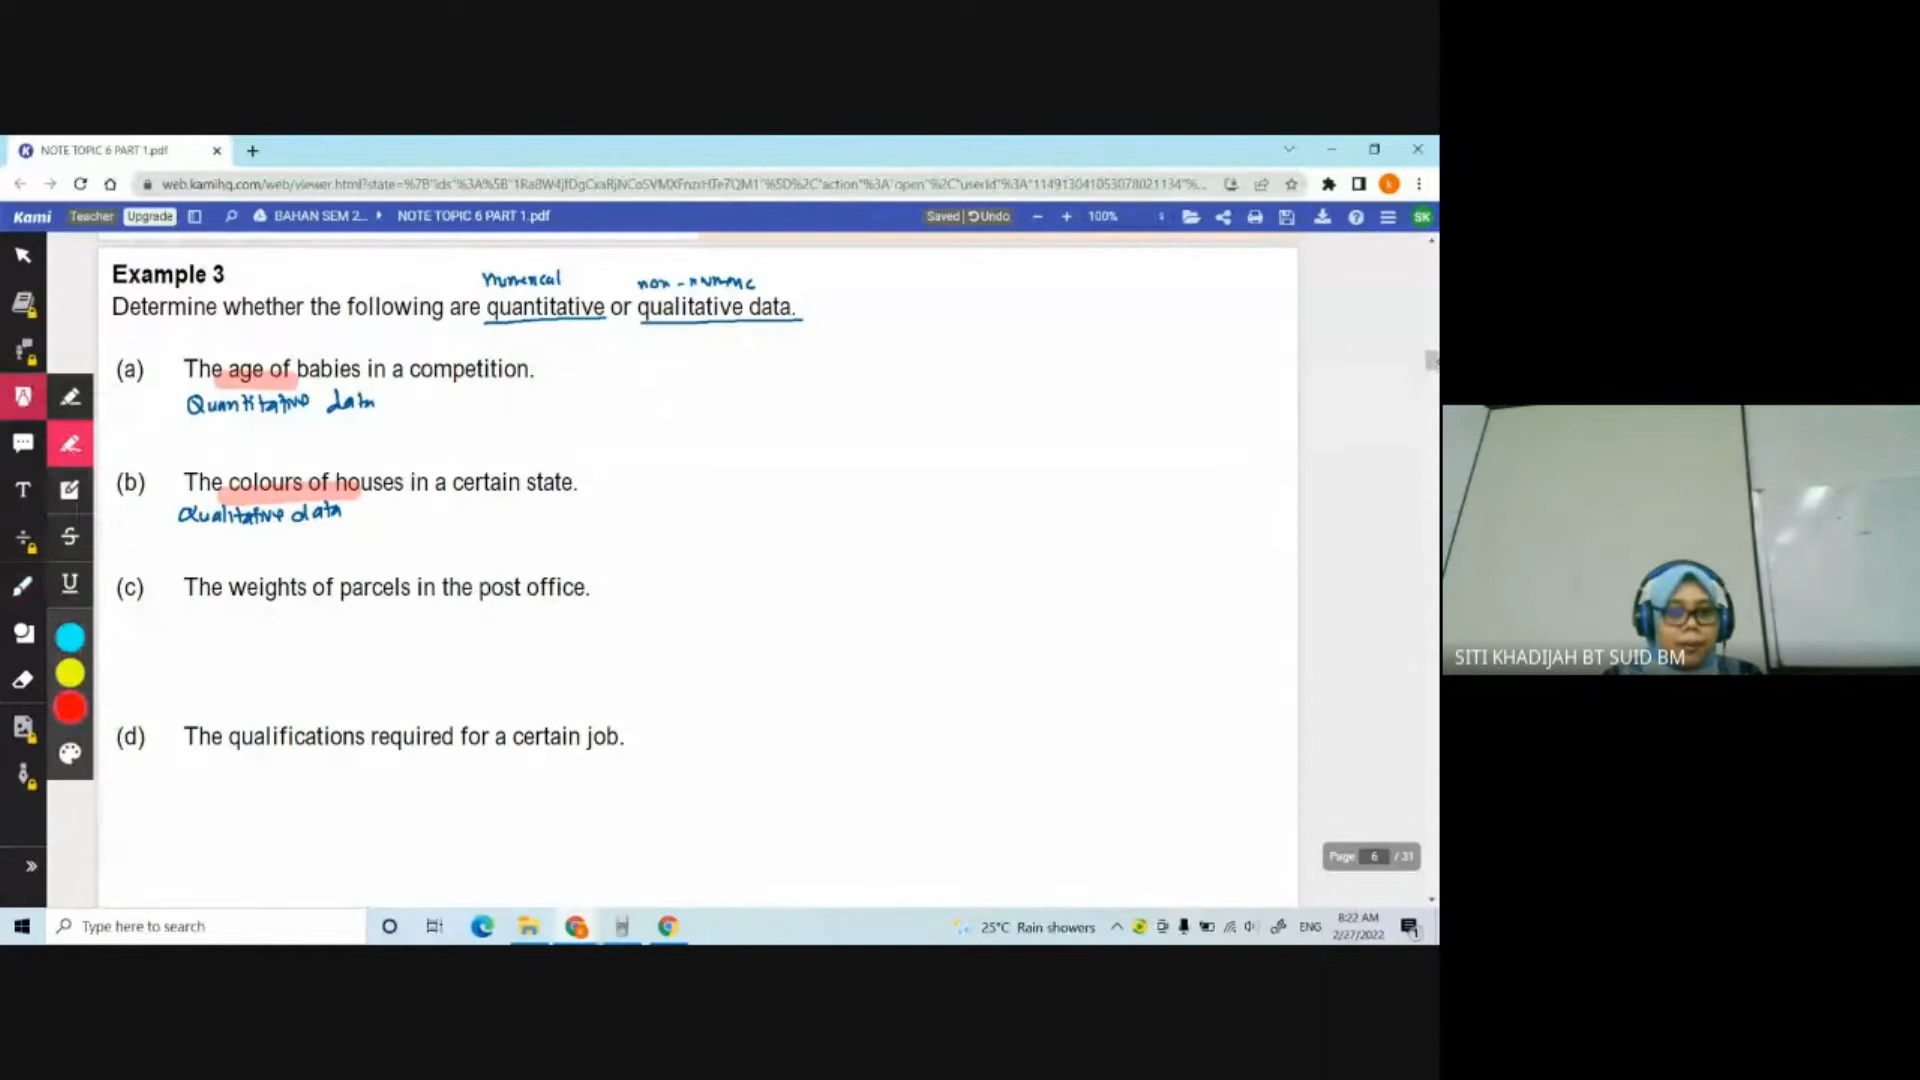 NOTE TOPIC 6 PART 1.pdf
Kami Teacher Upgrade BAHAN SEM 2... NOTE TOPIC 6 PART 1.pdf Saved Undo 100% SK
Example 3
numerical non-numeric
Determine whether the following are quantitative or qualitative data.
(a) The age of babies in a competition.
Quantitative data
(b) The colours of houses in a certain state.
Qualitative data
(c) The weights of parcels in the post office.
(d) The qualifications required for a certain job.
Page 6 / 31
SITI KHADIJAH BT SUID BM
Type here to search 25°C Rain showers ENG 8:22 AM
2/27/2022